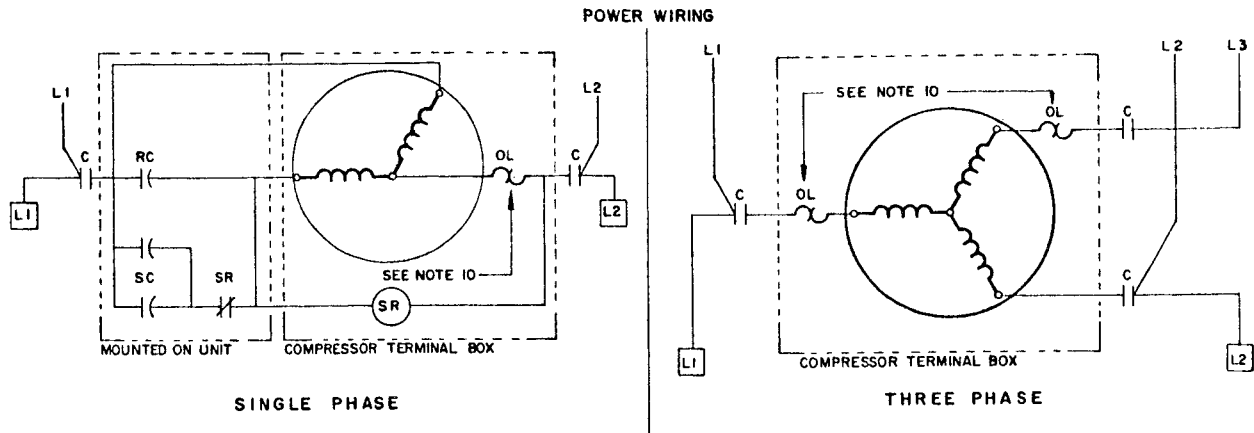 POWER WIRING
L1
C
RC
L1
SC
SR
SR
OL
C
L2
L2
SEE NOTE 10
MOUNTED ON UNIT
COMPRESSOR TERMINAL BOX
SINGLE PHASE
L1
L2
L3
SEE NOTE 10
OL
C
C
OL
C
L1
L2
COMPRESSOR TERMINAL BOX
THREE PHASE